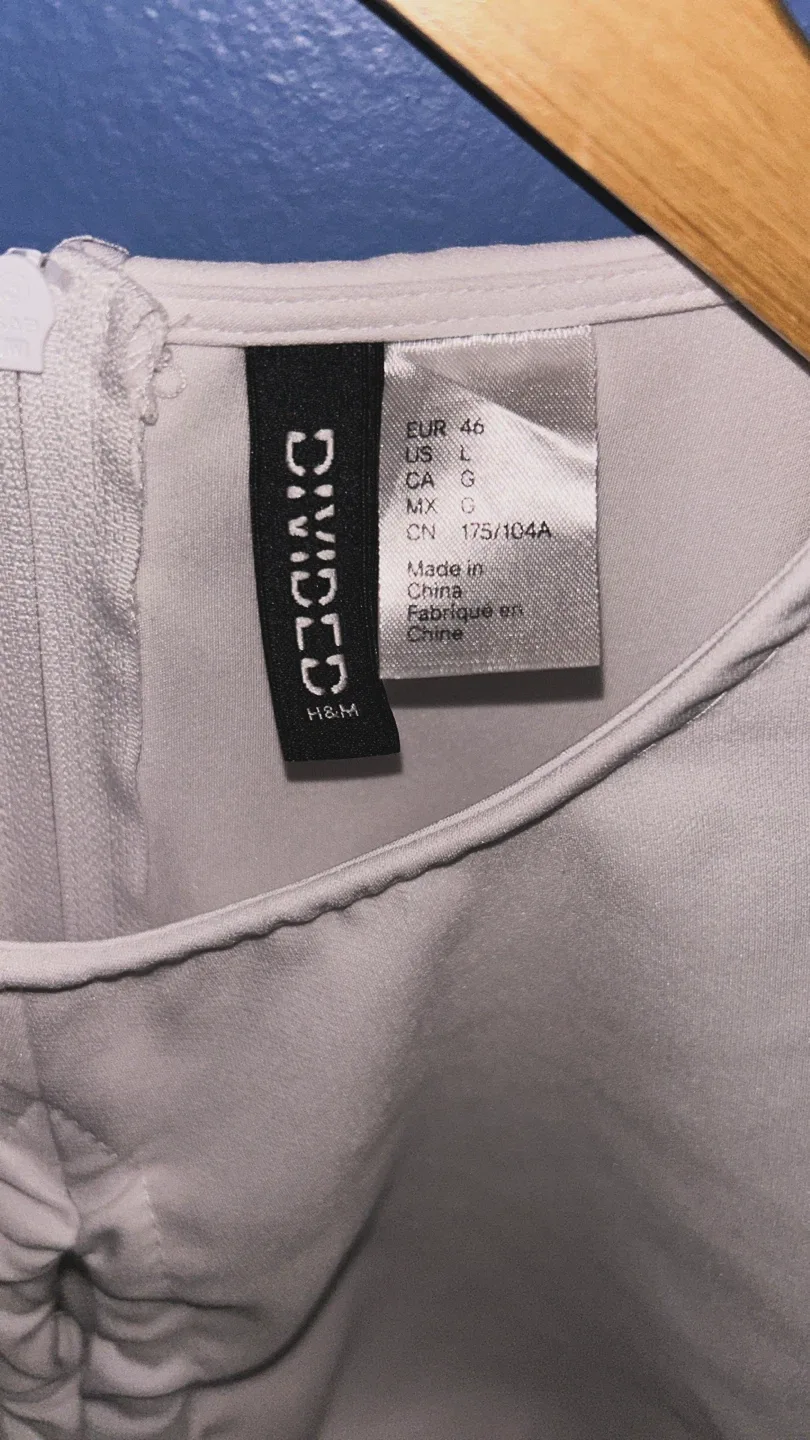 DIVIDED
H&M
EUR 46
US L
CA G
MX G
CN 175/104A
Made in
China
Fabriqué en
Chine